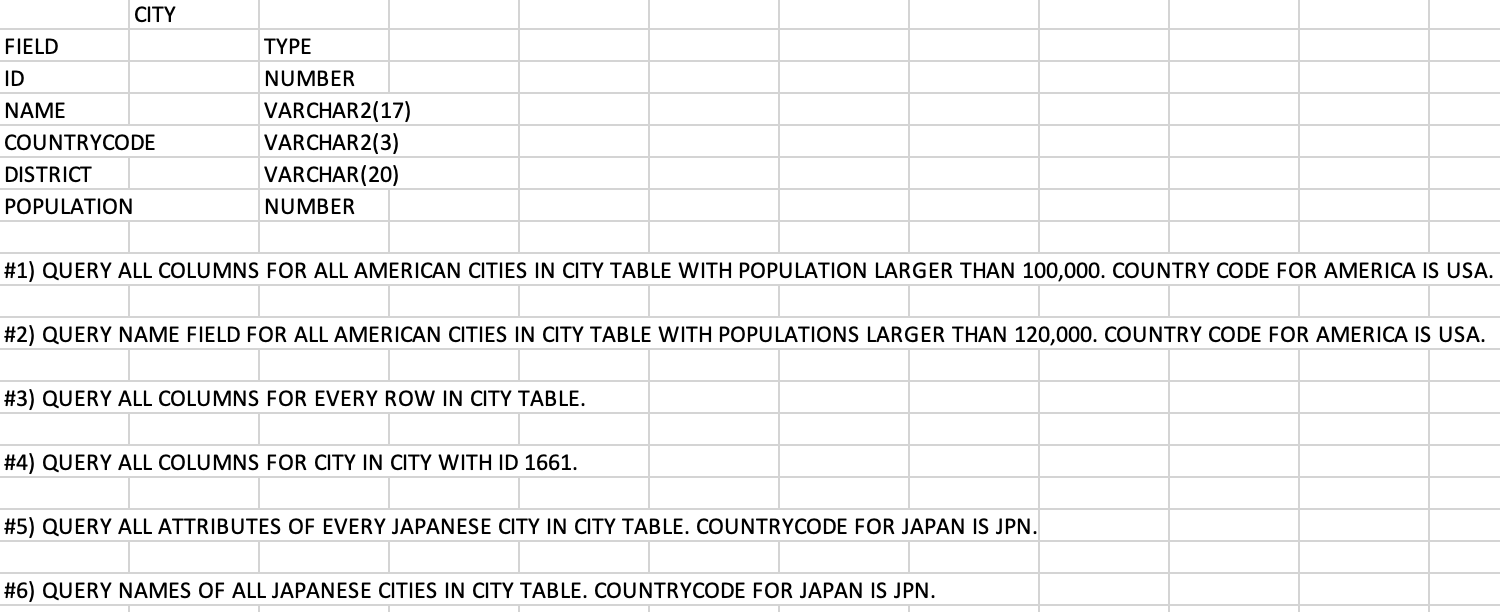 CITY
FIELD TYPE
ID NUMBER
NAME VARCHAR2(17)
COUNTRYCODE VARCHAR2(3)
DISTRICT VARCHAR(20)
POPULATION NUMBER
#1) QUERY ALL COLUMNS FOR ALL AMERICAN CITIES IN CITY TABLE WITH POPULATION LARGER THAN 100,000. COUNTRY CODE FOR AMERICA IS USA.
#2) QUERY NAME FIELD FOR ALL AMERICAN CITIES IN CITY TABLE WITH POPULATIONS LARGER THAN 120,000. COUNTRY CODE FOR AMERICA IS USA.
#3) QUERY ALL COLUMNS FOR EVERY ROW IN CITY TABLE.
#4) QUERY ALL COLUMNS FOR CITY IN CITY WITH ID 1661.
#5) QUERY ALL ATTRIBUTES OF EVERY JAPANESE CITY IN CITY TABLE. COUNTRYCODE FOR JAPAN IS JPN.
#6) QUERY NAMES OF ALL JAPANESE CITIES IN CITY TABLE. COUNTRYCODE FOR JAPAN IS JPN.